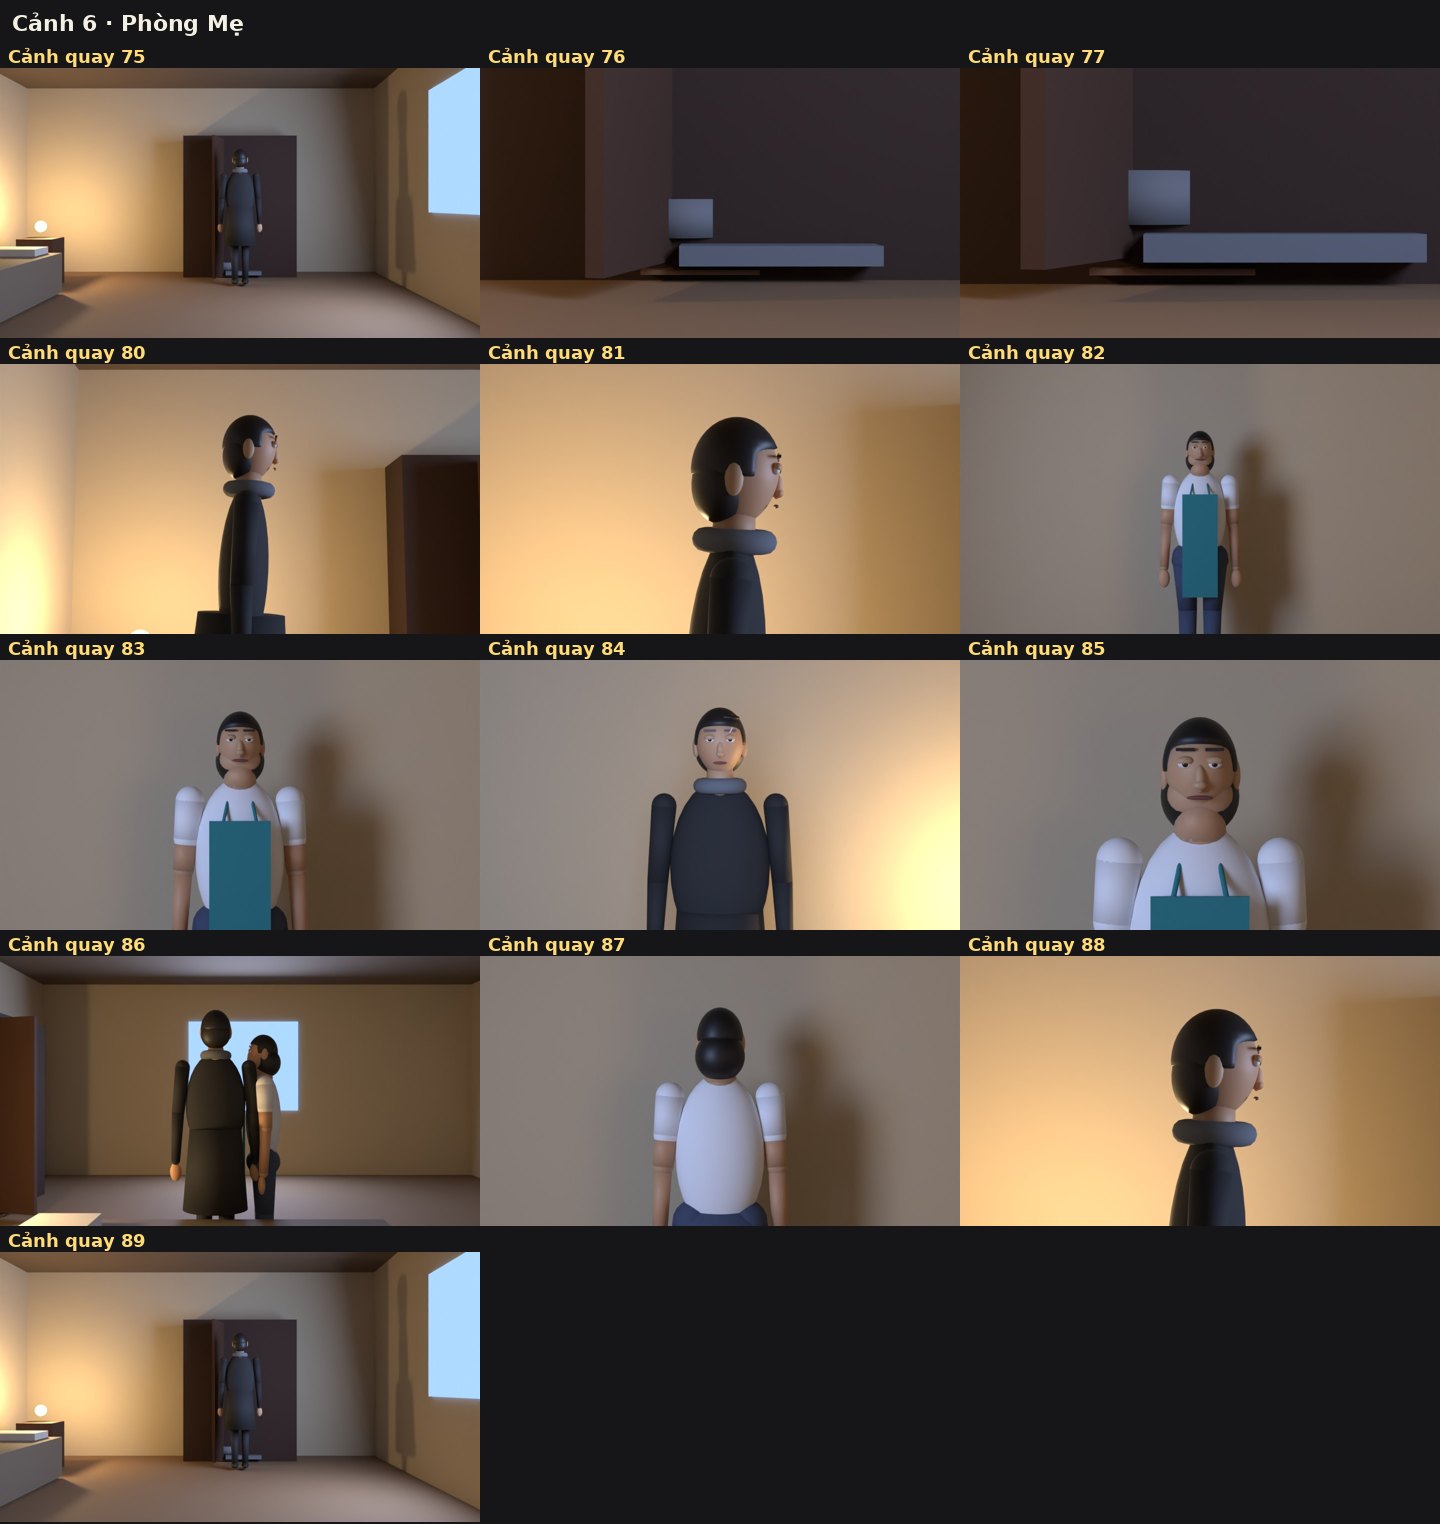 Cảnh 6 · Phòng Mẹ
Cảnh quay 75
Cảnh quay 76
Cảnh quay 77
Cảnh quay 80
Cảnh quay 81
Cảnh quay 82
Cảnh quay 83
Cảnh quay 84
Cảnh quay 85
Cảnh quay 86
Cảnh quay 87
Cảnh quay 88
Cảnh quay 89